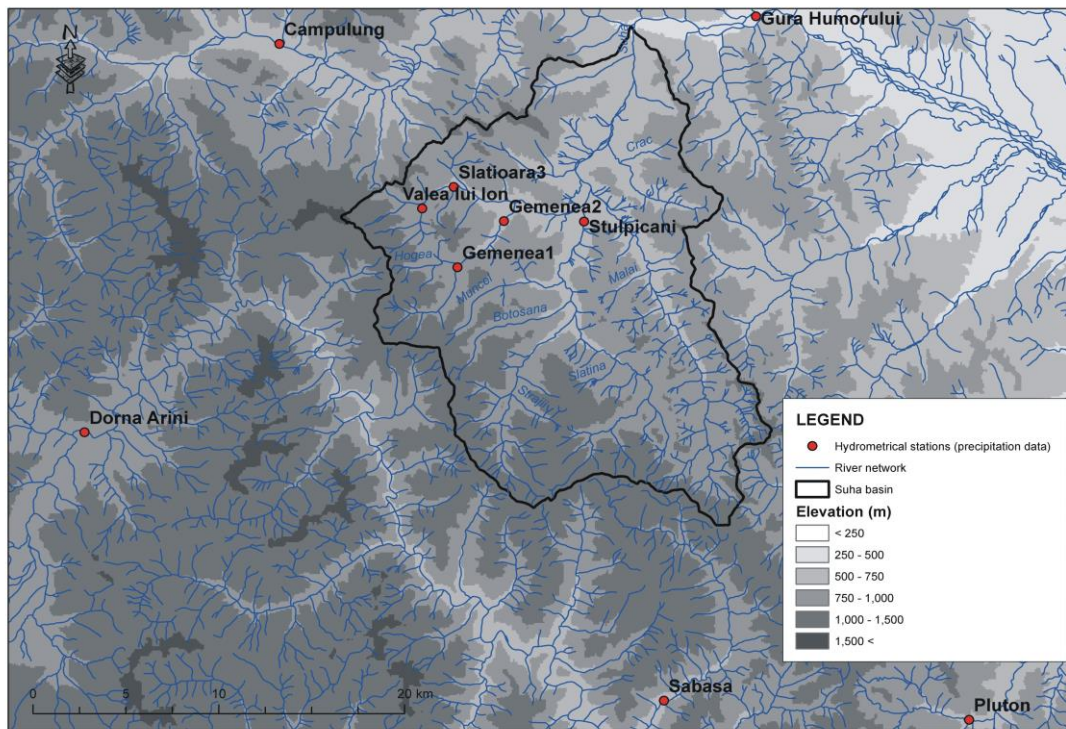 Gura Humorului
Campulung
N
Suha
Crac
Slatioara3
Valea lui Ion
Gemenea2
Stulpicani
Hogea
Gemenea1
Muncel
Malai
Botosana
Slatina
Dorna Arini
LEGEND
Hydrometrical stations (precipitation data)
River network
Suha basin
Elevation (m)
< 250
250 - 500
500 - 750
750 - 1,000
1,000 - 1,500
1,500 <
0 5 10 20 km
Sabasa
Pluton